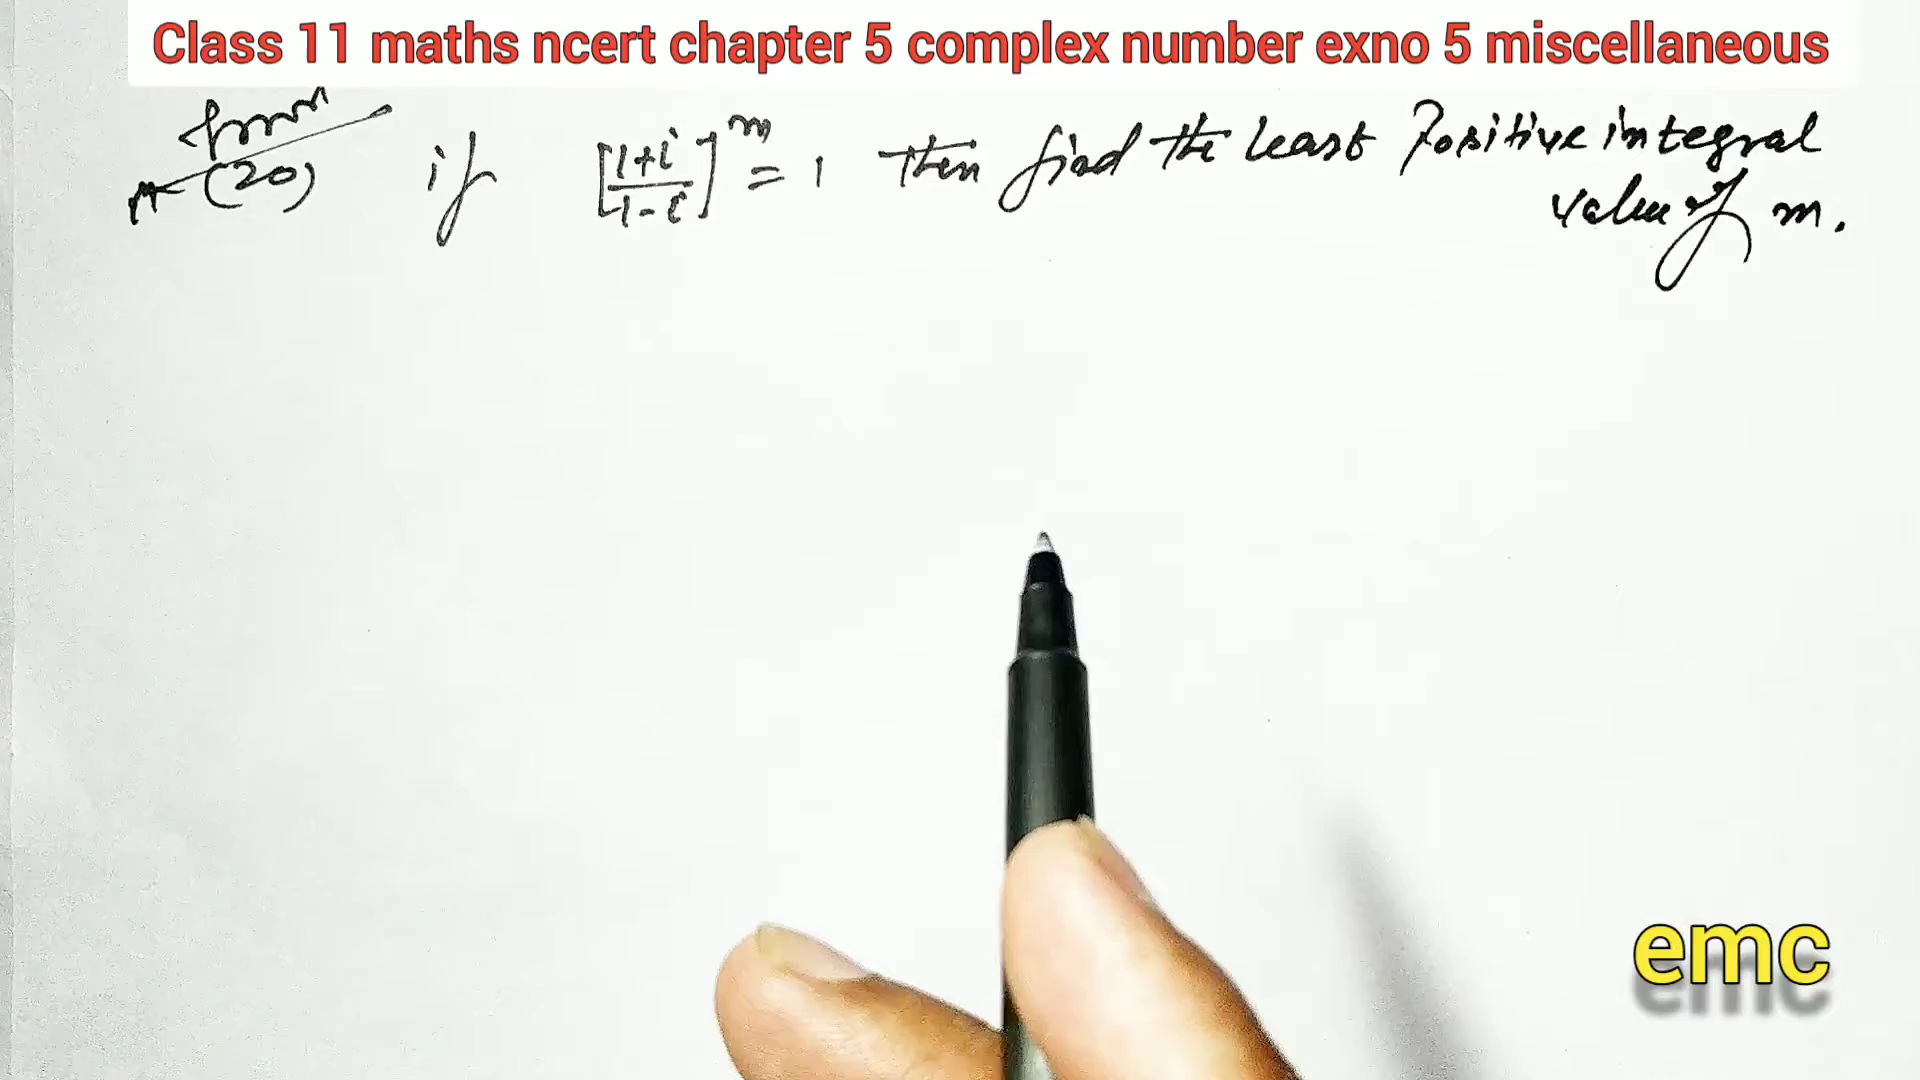 Class 11 maths ncert chapter 5 complex number exno 5 miscellaneous
(20) if [1+i/1-i]^m = 1 then find the least Positive integral
value of m.
emc